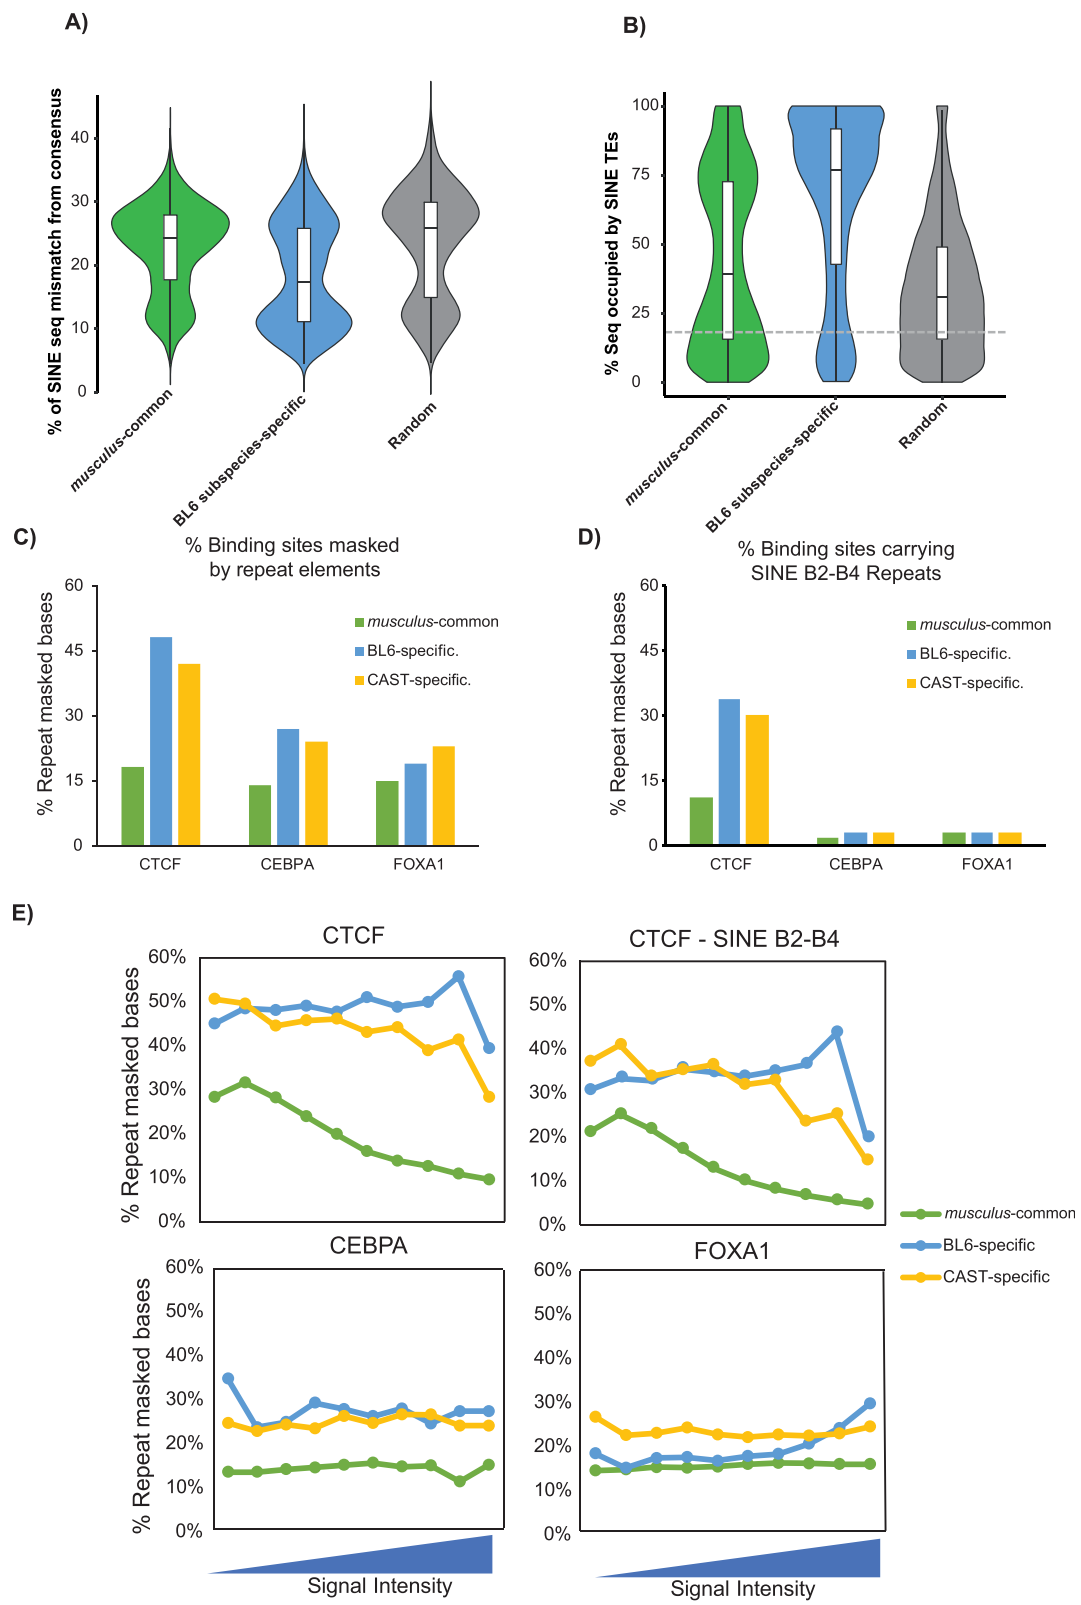 A)
% of SINE seq mismatch from consensus
40
30
20
10
0
musculus-common
BL6 subspecies-specific
Random
B)
% Seq occupied by SINE TEs
100
75
50
25
0
musculus-common
BL6 subspecies-specific
Random
C)
% Binding sites masked
by repeat elements
% Repeat masked bases
60
45
30
15
0
musculus-common
BL6-specific.
CAST-specific.
CTCF
CEBPA
FOXA1
D)
% Binding sites carrying
SINE B2-B4 Repeats
% Repeat masked bases
60
45
30
15
0
musculus-common
BL6-specific.
CAST-specific.
CTCF
CEBPA
FOXA1
E)
CTCF
% Repeat masked bases
60%
50%
40%
30%
20%
10%
0%
CTCF - SINE B2-B4
60%
50%
40%
30%
20%
10%
0%
musculus-common
BL6-specific
CAST-specific
CEBPA
% Repeat masked bases
60%
50%
40%
30%
20%
10%
0%
Signal Intensity
FOXA1
60%
50%
40%
30%
20%
10%
0%
Signal Intensity